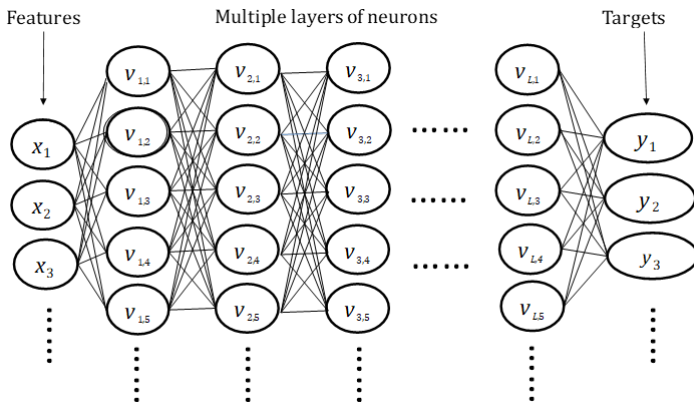 Features
Multiple layers of neurons
Targets
v1,1 v2,1 v3,1 vL,1
x1 v1,2 v2,2 v3,2 ...... vL,2 y1
x2 v1,3 v2,3 v3,3 ...... vL,3 y2
x3 v1,4 v2,4 v3,4 ...... vL,4 y3
v1,5 v2,5 v3,5 vL,5